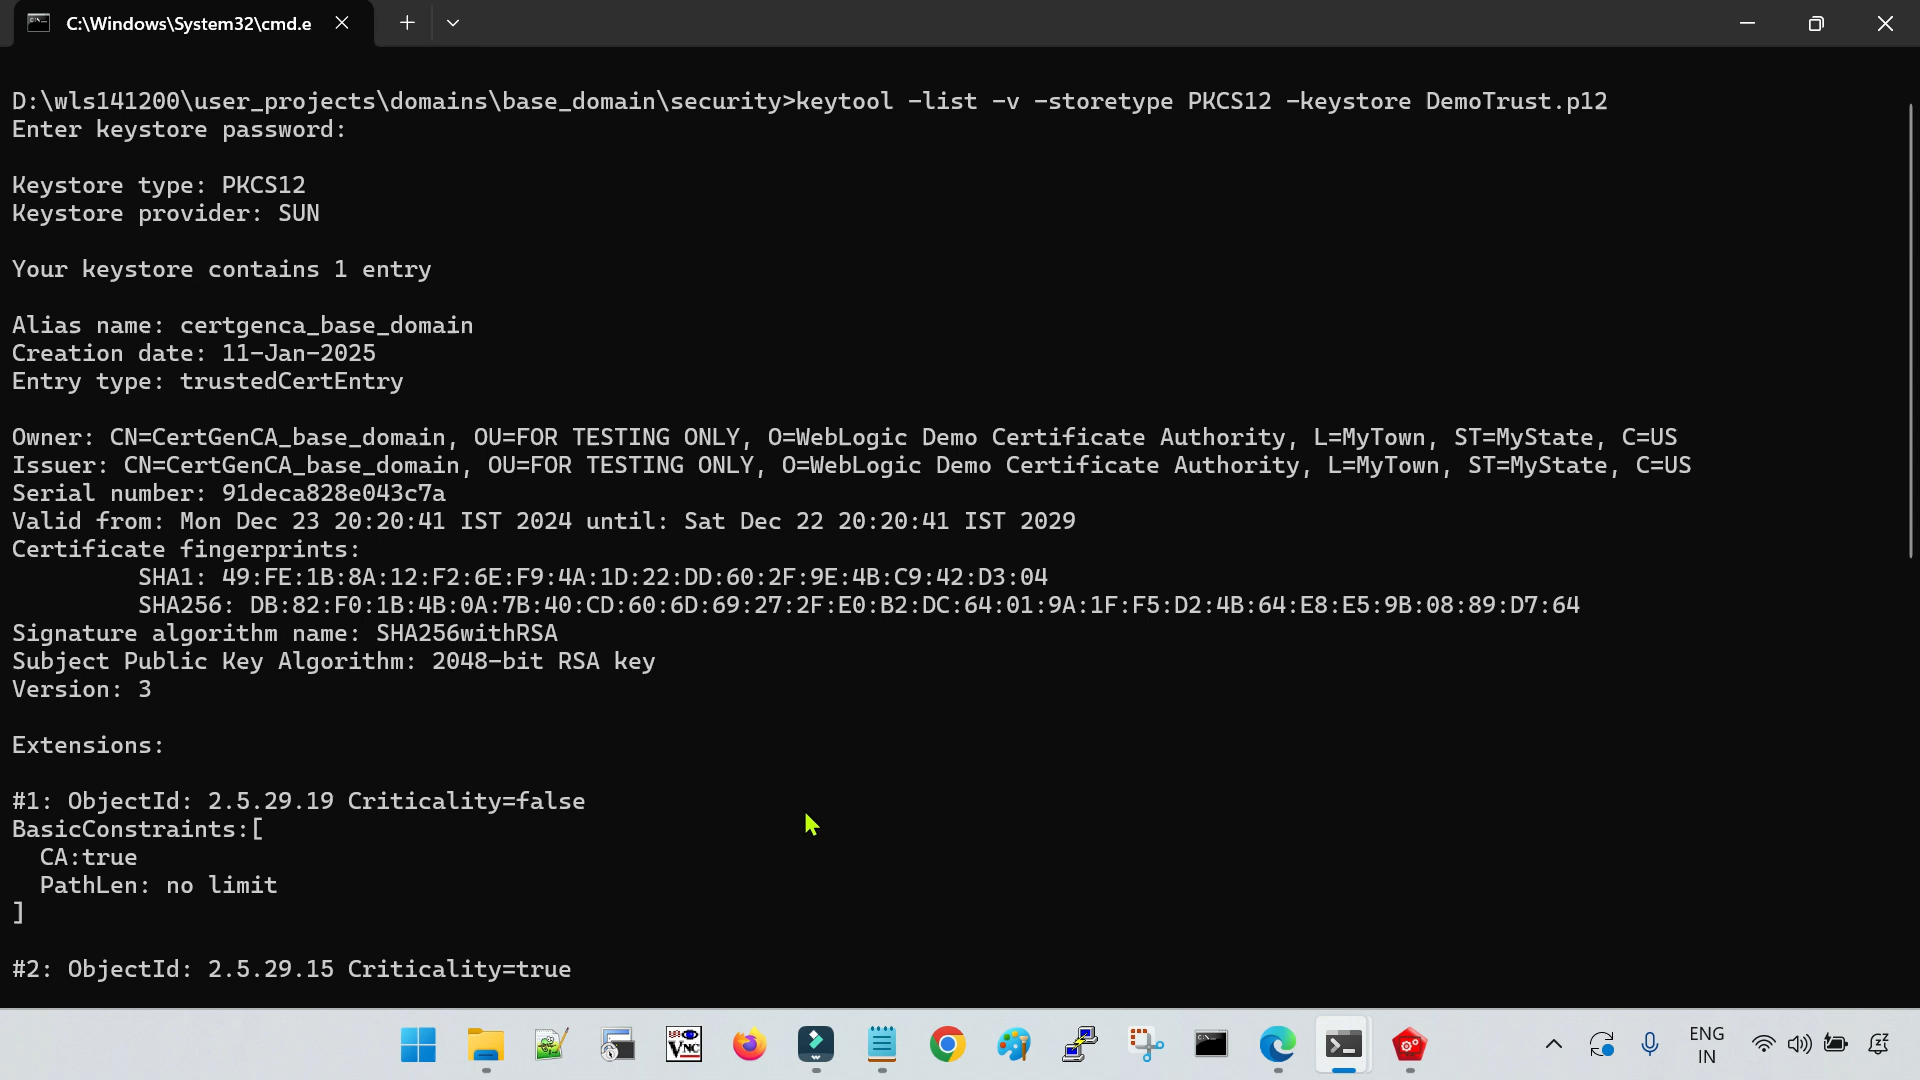 C:\Windows\System32\cmd.e
D:\wls141200\user_projects\domains\base_domain\security>keytool -list -v -storetype PKCS12 -keystore DemoTrust.p12
Enter keystore password:
Keystore type: PKCS12
Keystore provider: SUN
Your keystore contains 1 entry
Alias name: certgenca_base_domain
Creation date: 11-Jan-2025
Entry type: trustedCertEntry
Owner: CN=CertGenCA_base_domain, OU=FOR TESTING ONLY, O=WebLogic Demo Certificate Authority, L=MyTown, ST=MyState, C=US
Issuer: CN=CertGenCA_base_domain, OU=FOR TESTING ONLY, O=WebLogic Demo Certificate Authority, L=MyTown, ST=MyState, C=US
Serial number: 91deca828e043c7a
Valid from: Mon Dec 23 20:20:41 IST 2024 until: Sat Dec 22 20:20:41 IST 2029
Certificate fingerprints:
SHA1: 49:FE:1B:8A:12:F2:6E:F9:4A:1D:22:DD:60:2F:9E:4B:C9:42:D3:04
SHA256: DB:82:F0:1B:4B:0A:7B:40:CD:60:6D:69:27:2F:E0:B2:DC:64:01:9A:1F:F5:D2:4B:64:E8:E5:9B:08:89:D7:64
Signature algorithm name: SHA256withRSA
Subject Public Key Algorithm: 2048-bit RSA key
Version: 3
Extensions:
#1: ObjectId: 2.5.29.19 Criticality=false
BasicConstraints:[
CA:true
PathLen: no limit
]
#2: ObjectId: 2.5.29.15 Criticality=true
VNC
ENG
IN